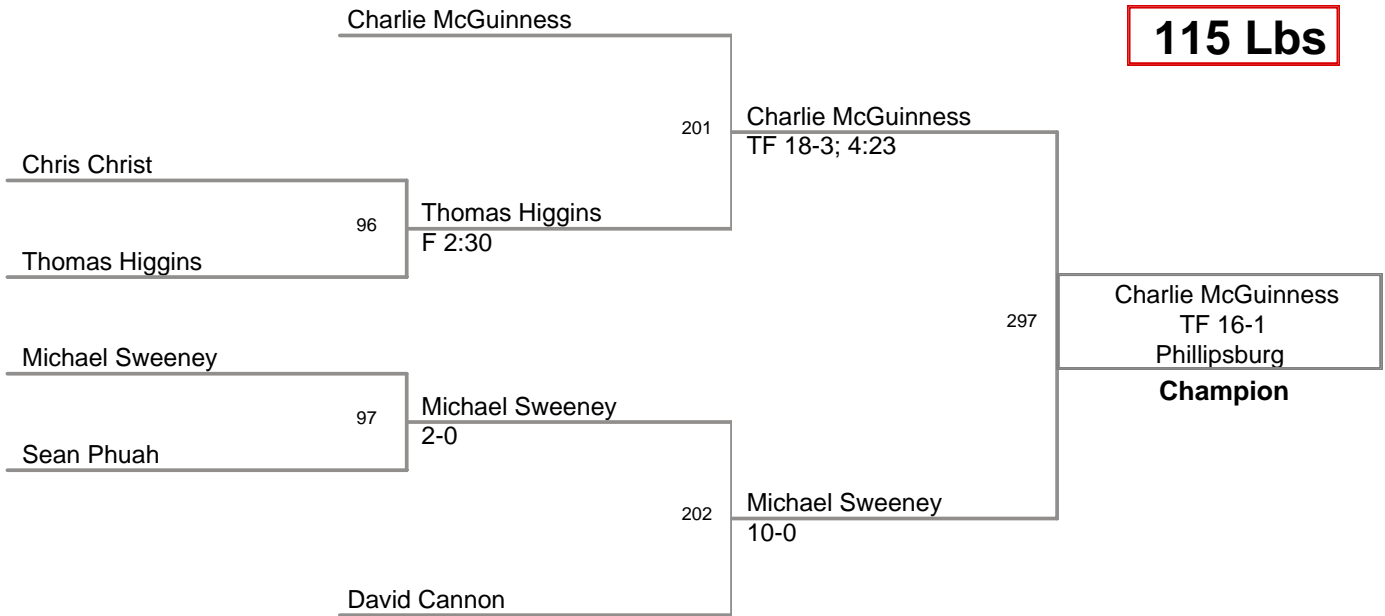 Charlie McGuinness
115 Lbs
201
Charlie McGuinness
TF 18-3; 4:23
Chris Christ
96
Thomas Higgins
F 2:30
Thomas Higgins
297
Charlie McGuinness
TF 16-1
Phillipsburg
Champion
Michael Sweeney
97
Michael Sweeney
2-0
Sean Phuah
202
Michael Sweeney
10-0
David Cannon